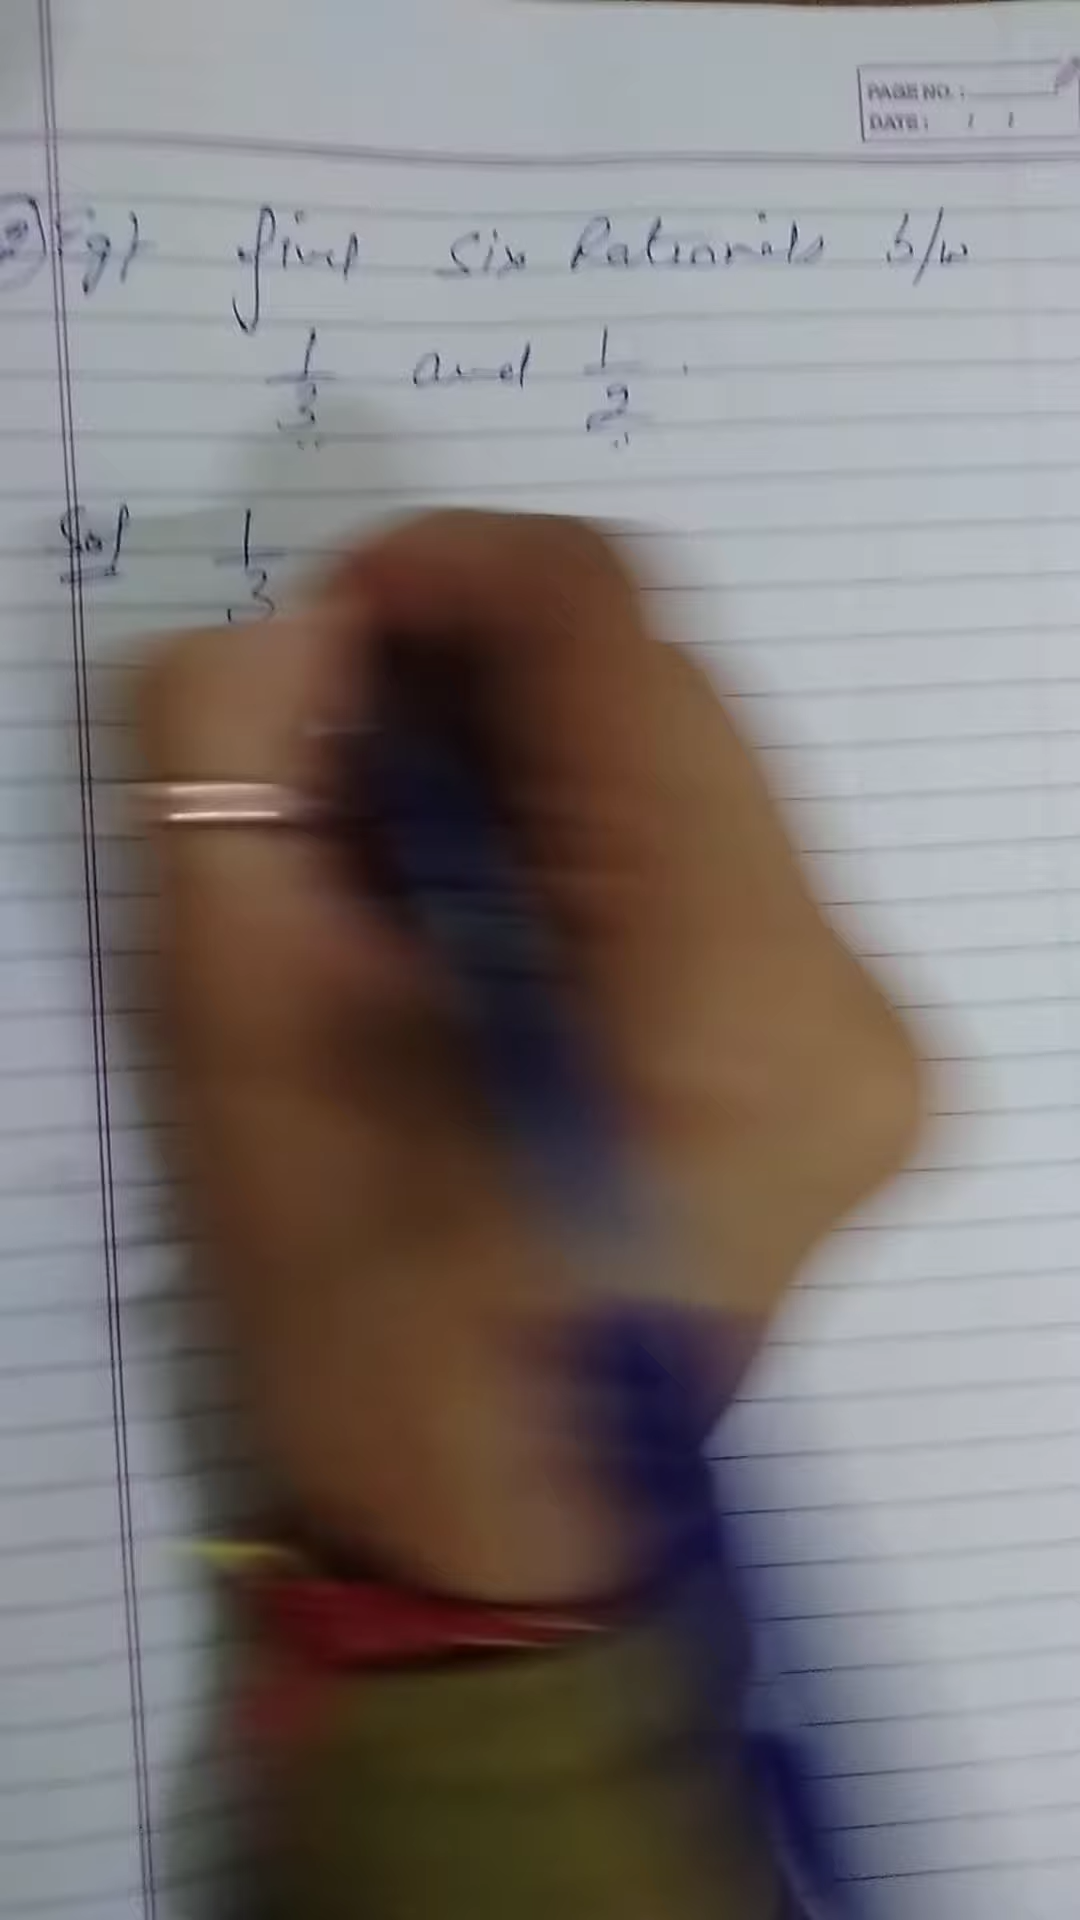 PAGE NO. :
DATE : / /
Eg) find six Rationals b/w
1/3 and 1/2 .
Sol 1/3